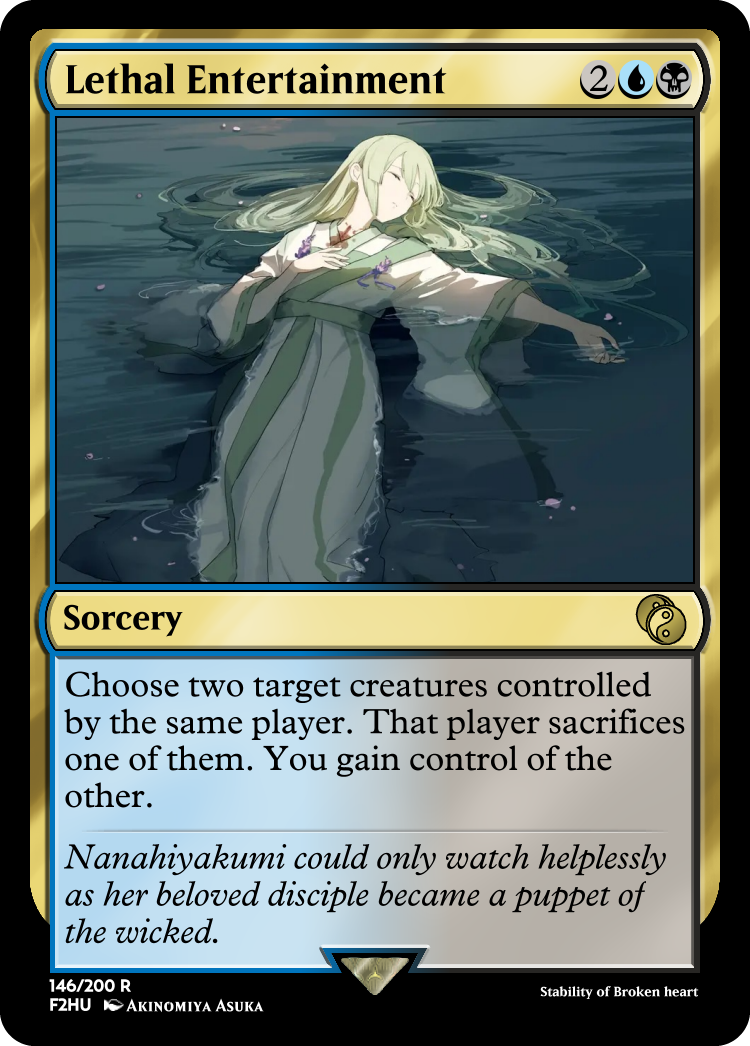 Lethal Entertainment 2
Sorcery
Choose two target creatures controlled
by the same player. That player sacrifices
one of them. You gain control of the
other.
Nanahiyakumi could only watch helplessly
as her beloved disciple became a puppet of
the wicked.
146/200 R
F2HU AKINOMIYA ASUKA
Stability of Broken heart